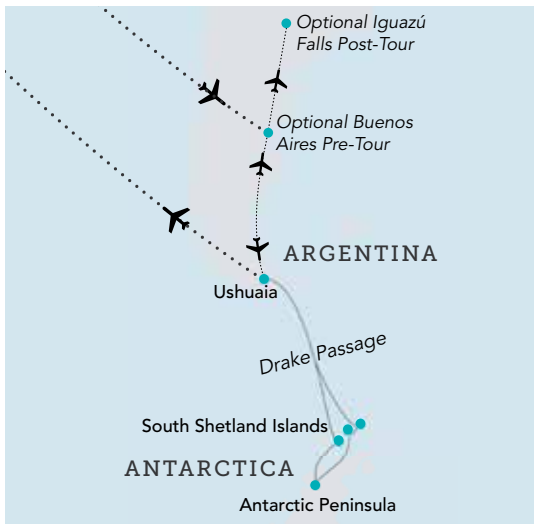 Optional Iguazú
Falls Post-Tour
Optional Buenos
Aires Pre-Tour
ARGENTINA
Ushuaia
Drake Passage
South Shetland Islands
ANTARCTICA
Antarctic Peninsula